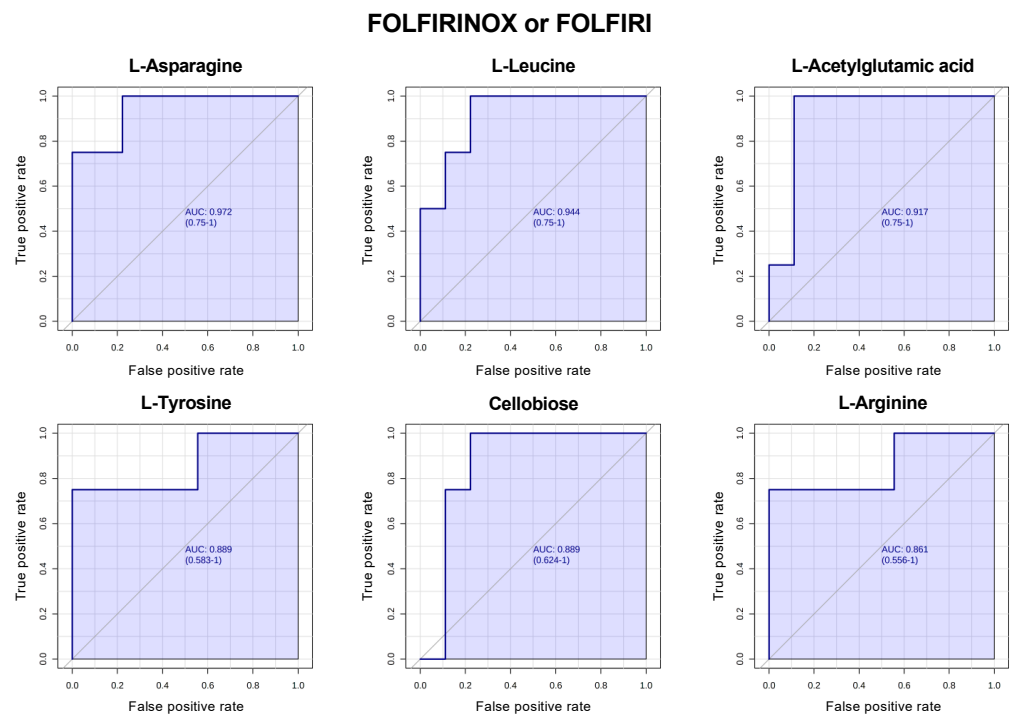 FOLFIRINOX or FOLFIRI
L-Asparagine
True positive rate
1.0
0.8
0.6
0.4
0.2
0.0
AUC: 0.972
(0.75-1)
0.0 0.2 0.4 0.6 0.8 1.0
False positive rate
L-Leucine
True positive rate
1.0
0.8
0.6
0.4
0.2
0.0
AUC: 0.944
(0.75-1)
0.0 0.2 0.4 0.6 0.8 1.0
False positive rate
L-Acetylglutamic acid
True positive rate
1.0
0.8
0.6
0.4
0.2
0.0
AUC: 0.917
(0.75-1)
0.0 0.2 0.4 0.6 0.8 1.0
False positive rate
L-Tyrosine
True positive rate
1.0
0.8
0.6
0.4
0.2
0.0
AUC: 0.889
(0.583-1)
0.0 0.2 0.4 0.6 0.8 1.0
False positive rate
Cellobiose
True positive rate
1.0
0.8
0.6
0.4
0.2
0.0
AUC: 0.889
(0.624-1)
0.0 0.2 0.4 0.6 0.8 1.0
False positive rate
L-Arginine
True positive rate
1.0
0.8
0.6
0.4
0.2
0.0
AUC: 0.861
(0.556-1)
0.0 0.2 0.4 0.6 0.8 1.0
False positive rate